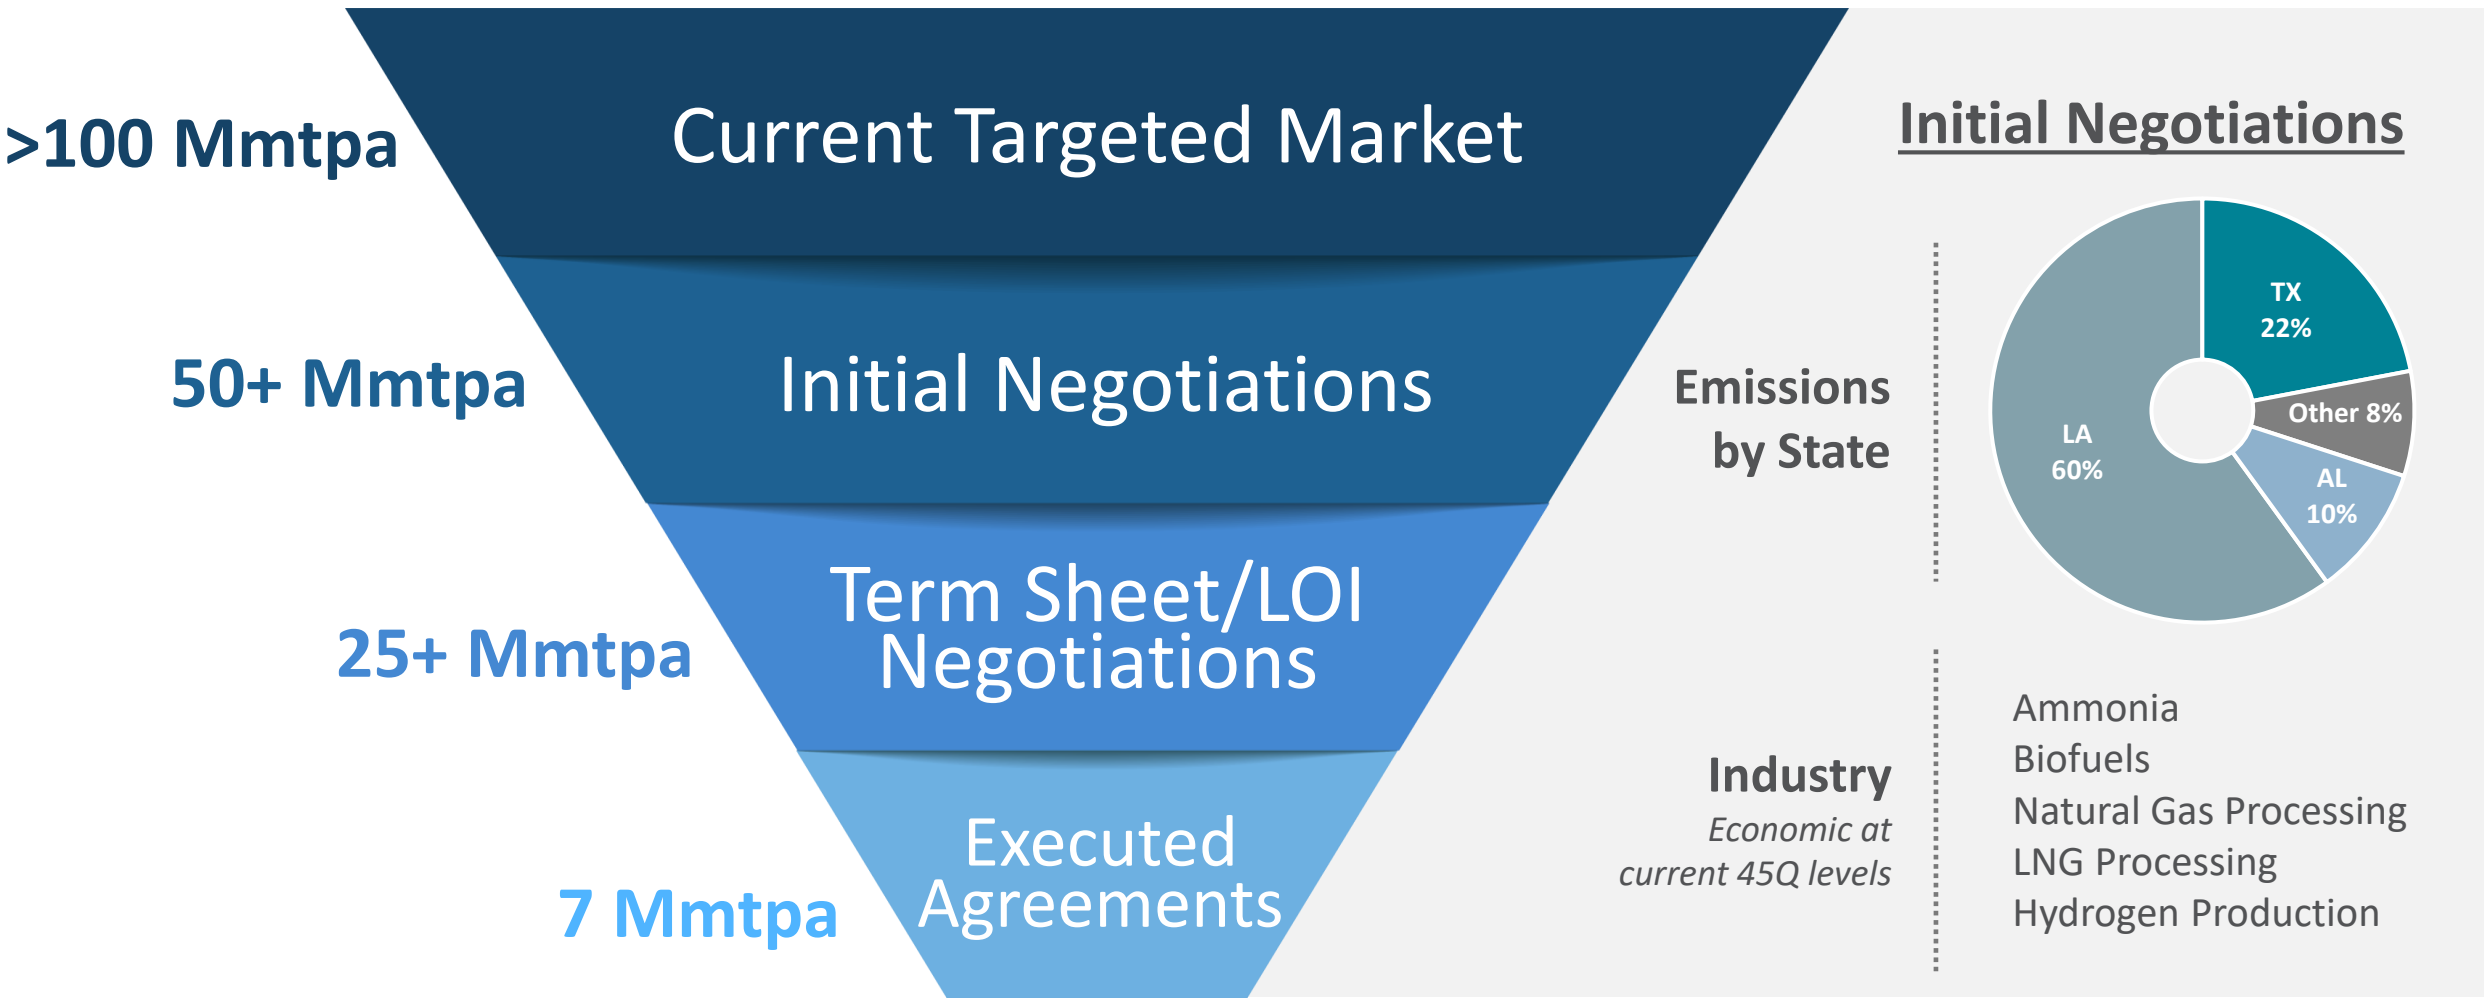 >100 Mmtpa
Current Targeted Market
50+ Mmtpa
Initial Negotiations
25+ Mmtpa
Term Sheet/LOI
Negotiations
7 Mmtpa
Executed
Agreements
Initial Negotiations
Emissions
by State
TX
22%
Other 8%
AL
10%
LA
60%
Industry
Economic at
current 45Q levels
Ammonia
Biofuels
Natural Gas Processing
LNG Processing
Hydrogen Production